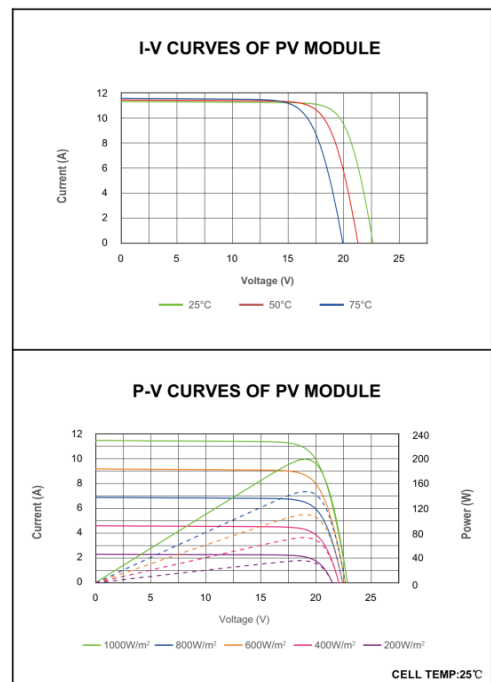 I-V CURVES OF PV MODULE
12
10
8
6
4
2
0
Current (A)
0 5 10 15 20 25
Voltage (V)
25°C 50°C 75°C
P-V CURVES OF PV MODULE
12
10
8
6
4
2
0
Current (A)
240
200
160
120
80
40
0
Power (W)
0 5 10 15 20 25
Voltage (V)
1000W/m² 800W/m² 600W/m² 400W/m² 200W/m²
CELL TEMP:25℃